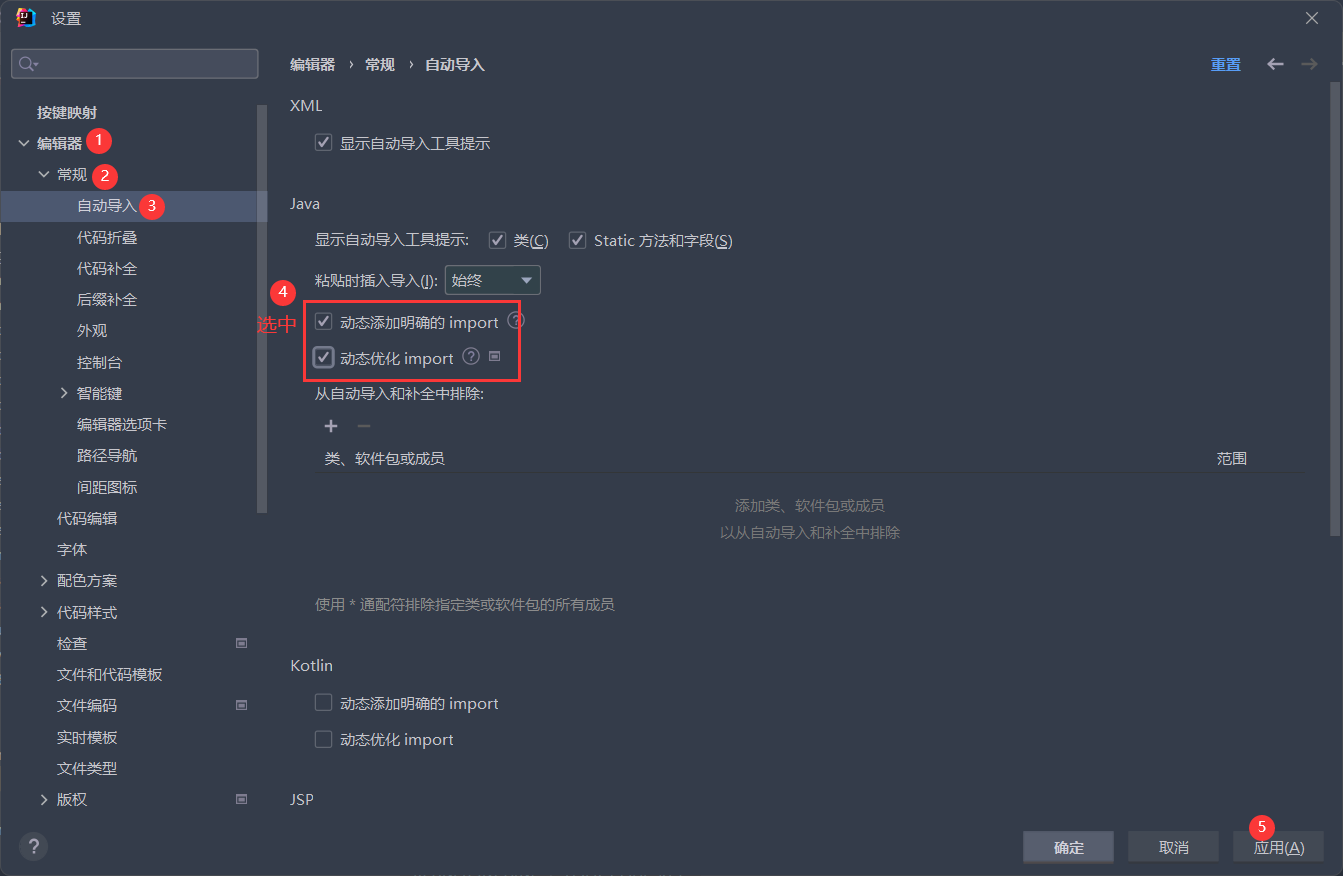 设置
编辑器 › 常规 › 自动导入
重置
按键映射
编辑器 1
常规 2
自动导入 3
代码折叠
代码补全
后缀补全
外观
控制台
智能键
编辑器选项卡
路径导航
间距图标
代码编辑
字体
配色方案
代码样式
检查
文件和代码模板
文件编码
实时模板
文件类型
版权
XML
显示自动导入工具提示
Java
显示自动导入工具提示: 类(C) Static 方法和字段(S)
粘贴时插入导入(I): 始终
4
选中
动态添加明确的 import ?
动态优化 import ?
从自动导入和补全中排除:
类、软件包或成员 范围
添加类、软件包或成员
以从自动导入和补全中排除
使用 * 通配符排除指定类或软件包的所有成员
Kotlin
动态添加明确的 import
动态优化 import
JSP
5
? 确定 取消 应用(A)